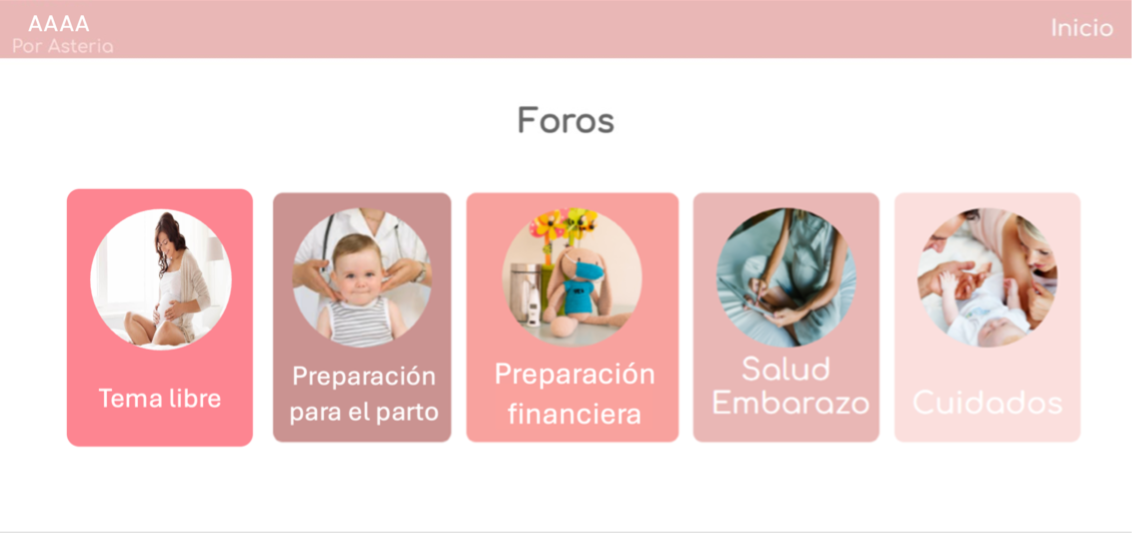 AAAA
Por Asteria
Inicio
Foros
Tema libre
Preparación
para el parto
Preparación
financiera
Salud
Embarazo
Cuidados